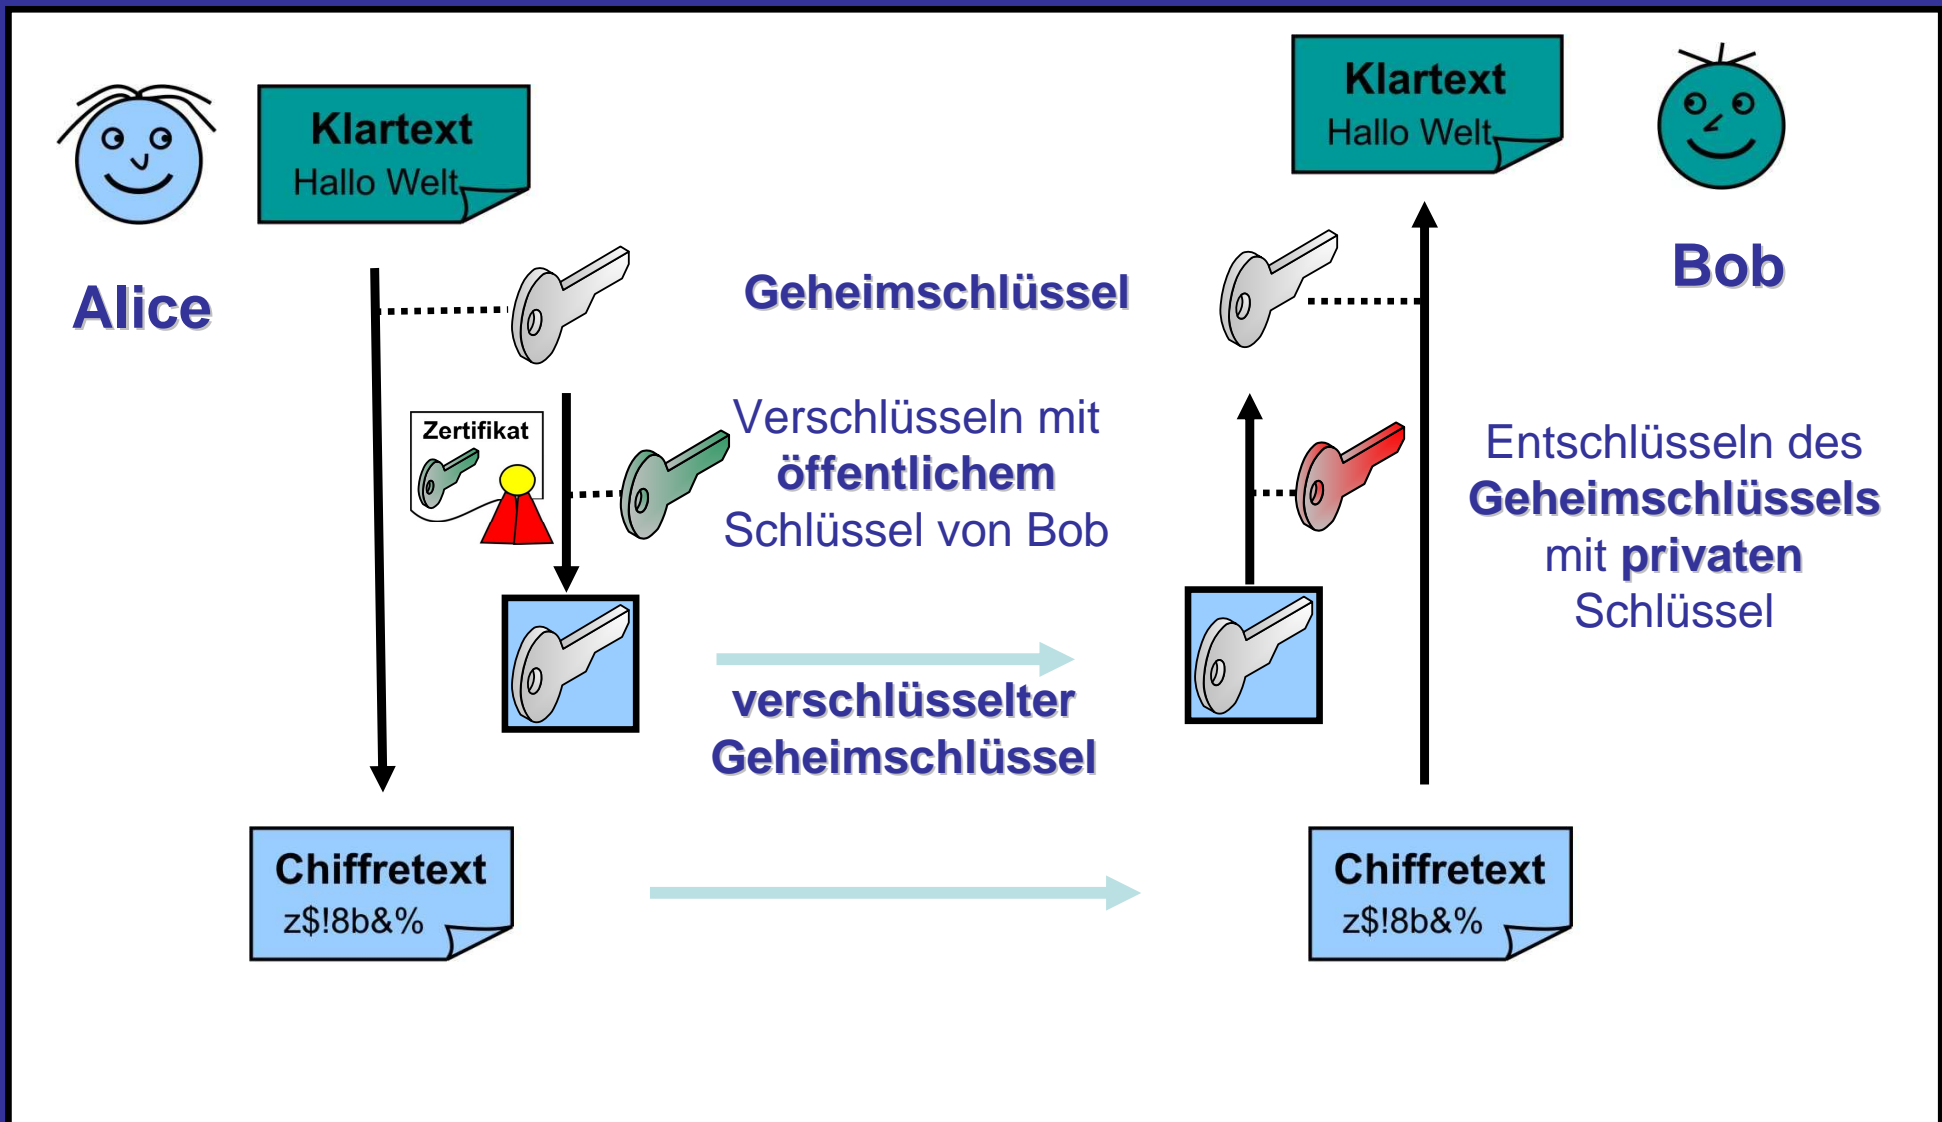 Klartext
Hallo Welt
Alice
Klartext
Hallo Welt
Bob
Geheimschlüssel
Zertifikat
Verschlüsseln mit
öffentlichem
Schlüssel von Bob
Entschlüsseln des
Geheimschlüssels
mit privaten
Schlüssel
verschlüsselter
Geheimschlüssel
Chiffretext
z$!8b&%
Chiffretext
z$!8b&%